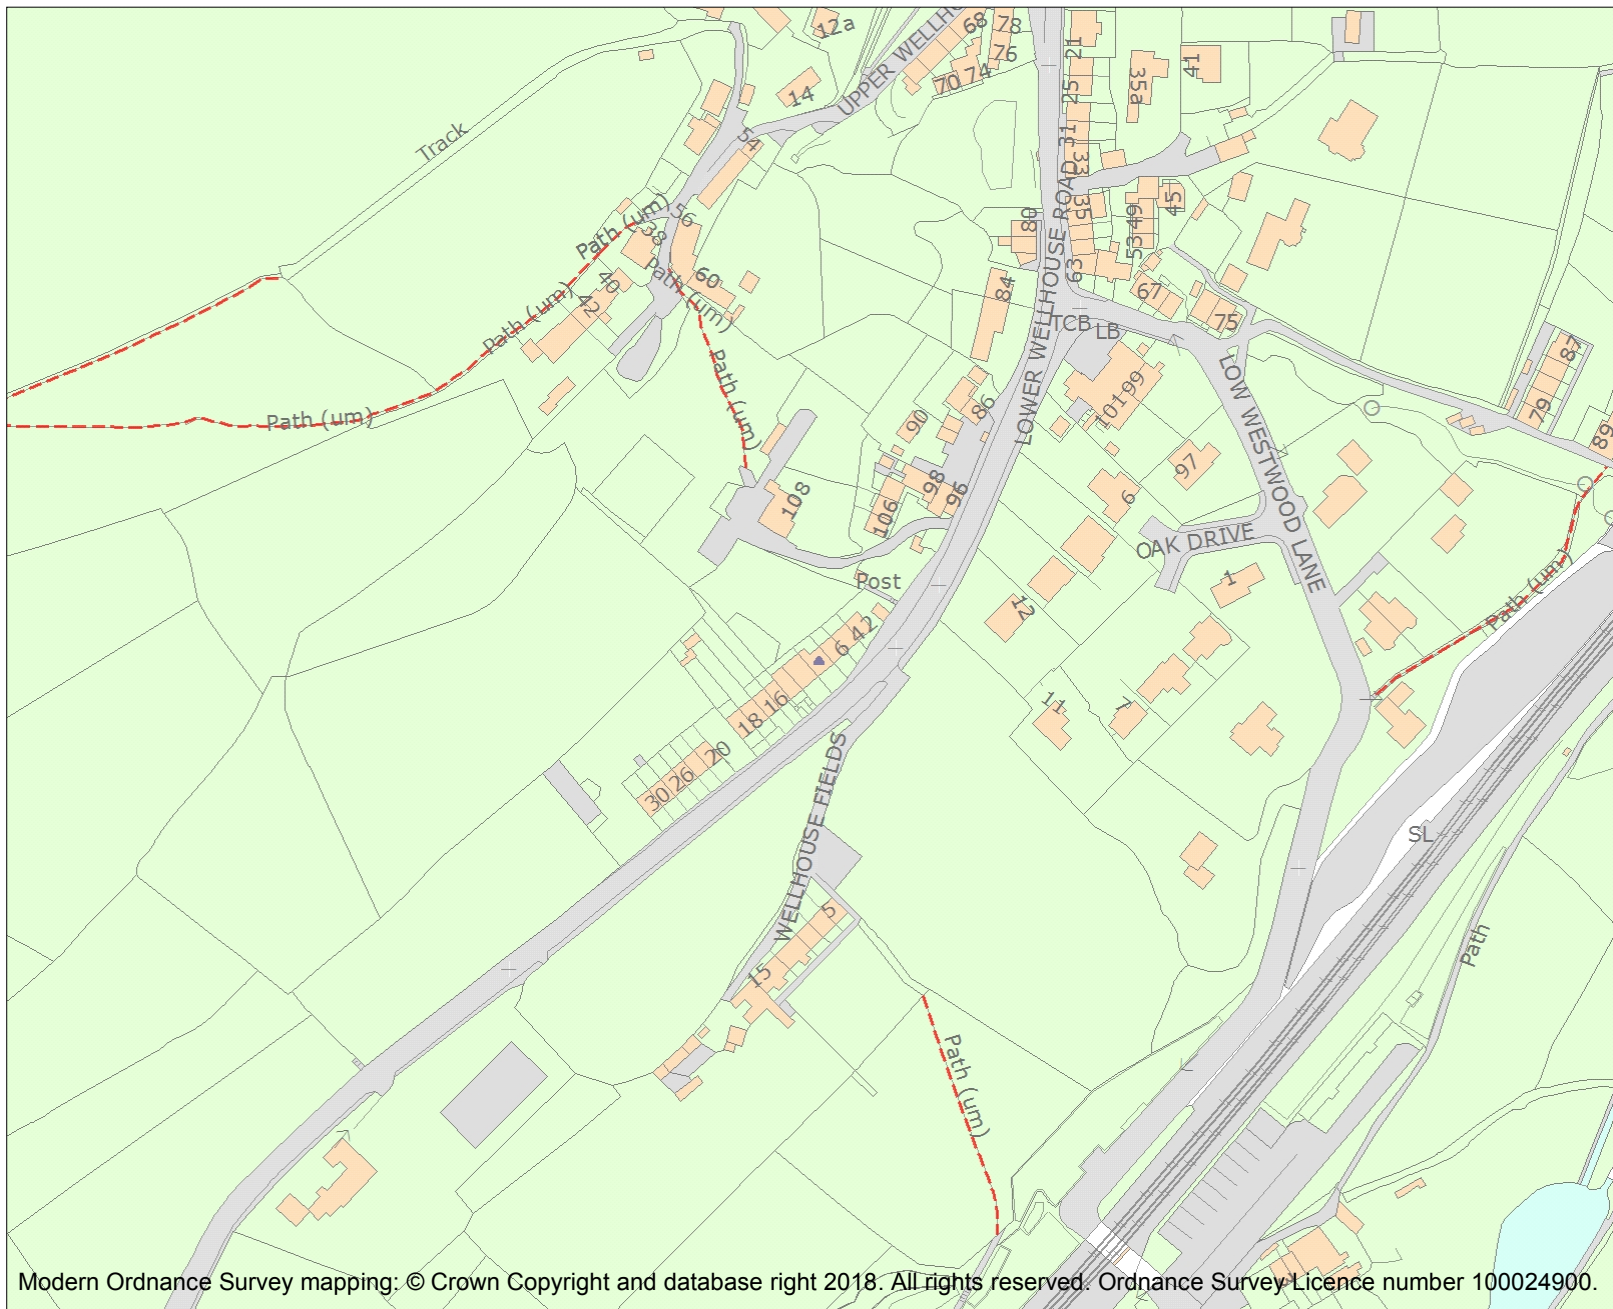 12a
68
78
76
70
74
UPPER WELLHO
14
21
25
31
33
35
35a
41
45
49
53
63
67
75
54
56
38
60
40
42
Track
Path (um)
Path (um)
Path (um)
Path (um)
Path (um)
80
84
LOWER WELLHOUSE ROAD
LOWER WELLHOUSE ROAD
TCB
LB
99
101
86
90
98
96
106
108
97
6
OAK DRIVE
LOW WESTWOOD LANE
87
79
89
Path (um)
1
12
Post
2
4
6
16
18
20
26
30
11
7
WELLHOUSE FIELDS
5
15
SL
Path
Path (um)
Modern Ordnance Survey mapping: © Crown Copyright and database right 2018. All rights reserved. Ordnance Survey Licence number 100024900.